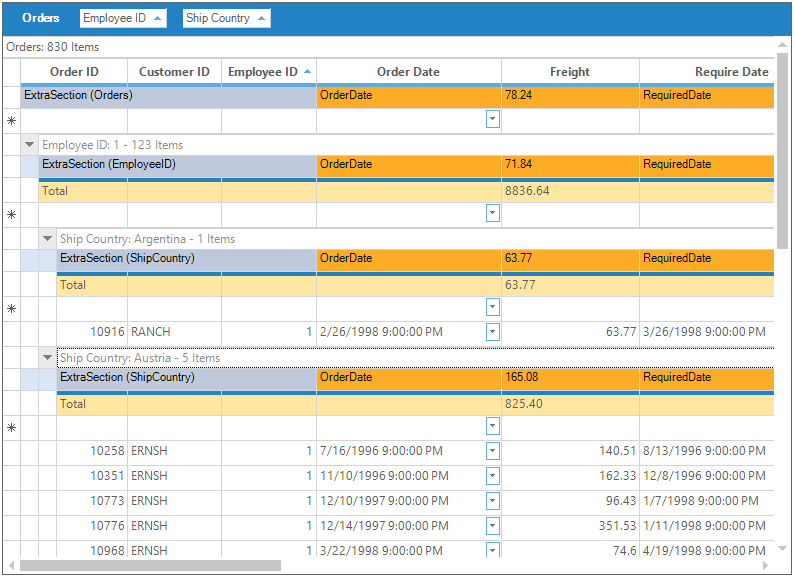 Orders Employee ID Ship Country
Orders: 830 Items
Order ID Customer ID Employee ID Order Date Freight Require Date
ExtraSection (Orders) OrderDate 78.24 RequiredDate
Employee ID: 1 - 123 Items
ExtraSection (EmployeeID) OrderDate 71.84 RequiredDate
Total 8836.64
Ship Country: Argentina - 1 Items
ExtraSection (ShipCountry) OrderDate 63.77 RequiredDate
Total 63.77
10916 RANCH 1 2/26/1998 9:00:00 PM 63.77 3/26/1998 9:00:00 PM
Ship Country: Austria - 5 Items
ExtraSection (ShipCountry) OrderDate 165.08 RequiredDate
Total 825.40
10258 ERNSH 1 7/16/1996 9:00:00 PM 140.51 8/13/1996 9:00:00 PM
10351 ERNSH 1 11/10/1996 9:00:00 PM 162.33 12/8/1996 9:00:00 PM
10773 ERNSH 1 12/10/1997 9:00:00 PM 96.43 1/7/1998 9:00:00 PM
10776 ERNSH 1 12/14/1997 9:00:00 PM 351.53 1/11/1998 9:00:00 PM
10968 ERNSH 1 3/22/1998 9:00:00 PM 74.6 4/19/1998 9:00:00 PM